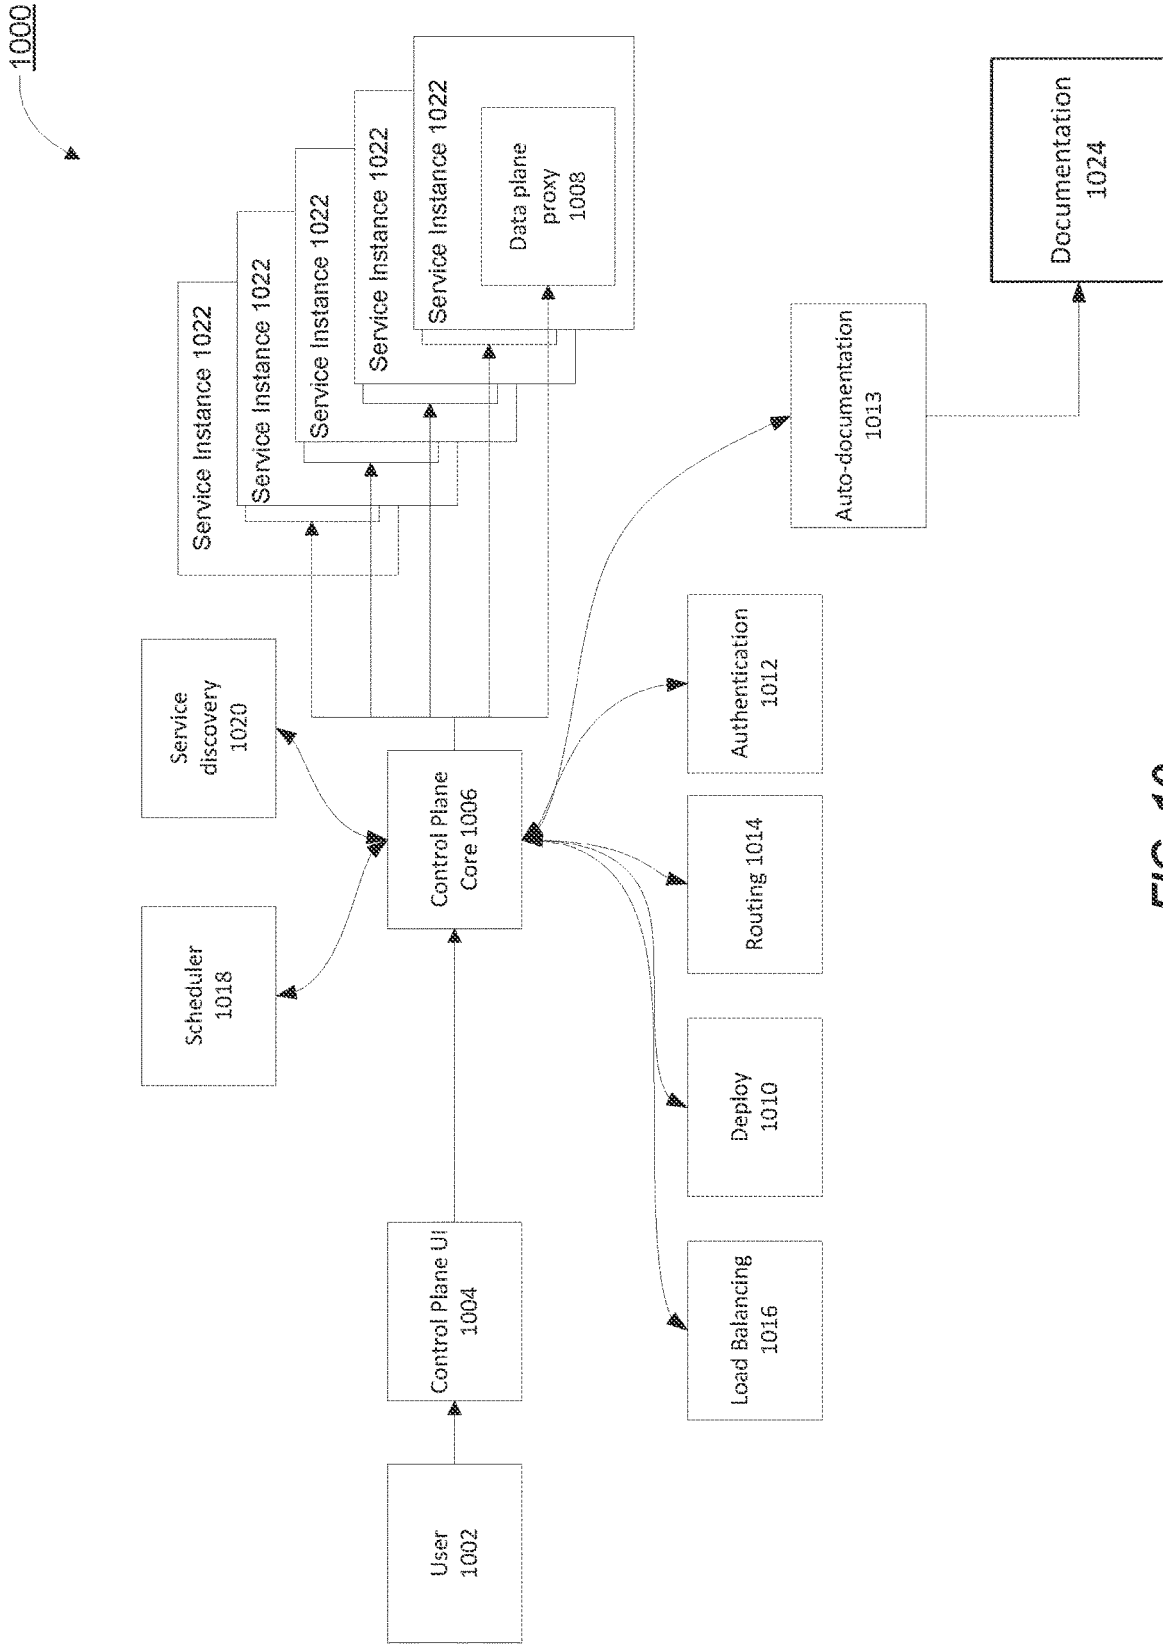 1000
Scheduler
1018
Service
discovery
1020
Service Instance 1022
Service Instance 1022
Service Instance 1022
Service Instance 1022
Service Instance 1022
Data plane
proxy
1008
User
1002
Control Plane UI
1004
Control Plane
Core 1006
Load Balancing
1016
Deploy
1010
Routing 1014
Authentication
1012
Auto-documentation
1013
Documentation
1024
FIG.